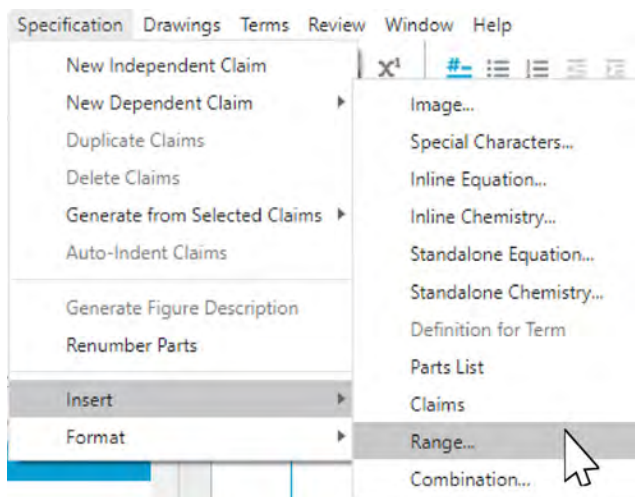 Specification Drawings Terms Review Window Help
New Independent Claim
New Dependent Claim
Duplicate Claims
Delete Claims
Generate from Selected Claims
Auto-Indent Claims
Generate Figure Description
Renumber Parts
Insert
Format
X¹
#
Image...
Special Characters...
Inline Equation...
Inline Chemistry...
Standalone Equation...
Standalone Chemistry...
Definition for Term
Parts List
Claims
Range...
Combination...